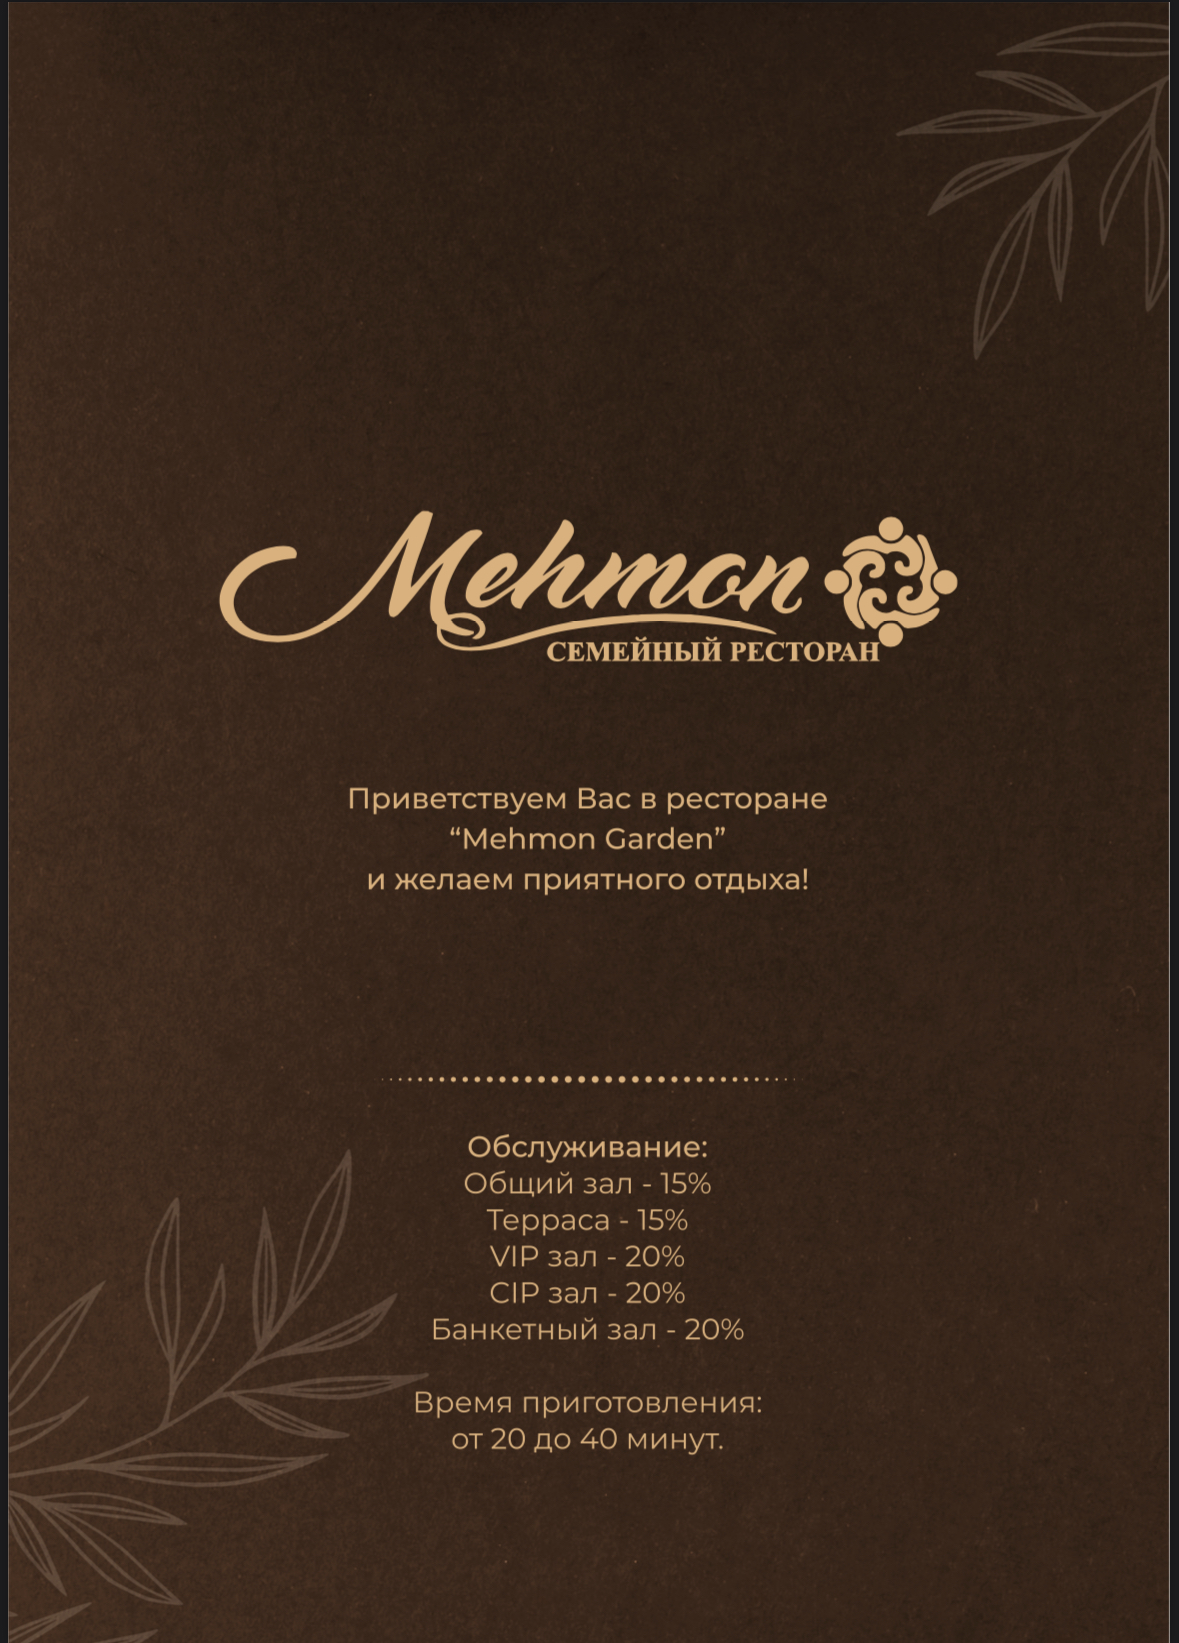 Mehmon
СЕМЕЙНЫЙ РЕСТОРАН
Приветствуем Вас в ресторане
“Mehmon Garden”
и желаем приятного отдыха!
Обслуживание:
Общий зал - 15%
Терраса - 15%
VIP зал - 20%
CIP зал - 20%
Банкетный зал - 20%
Время приготовления:
от 20 до 40 минут.